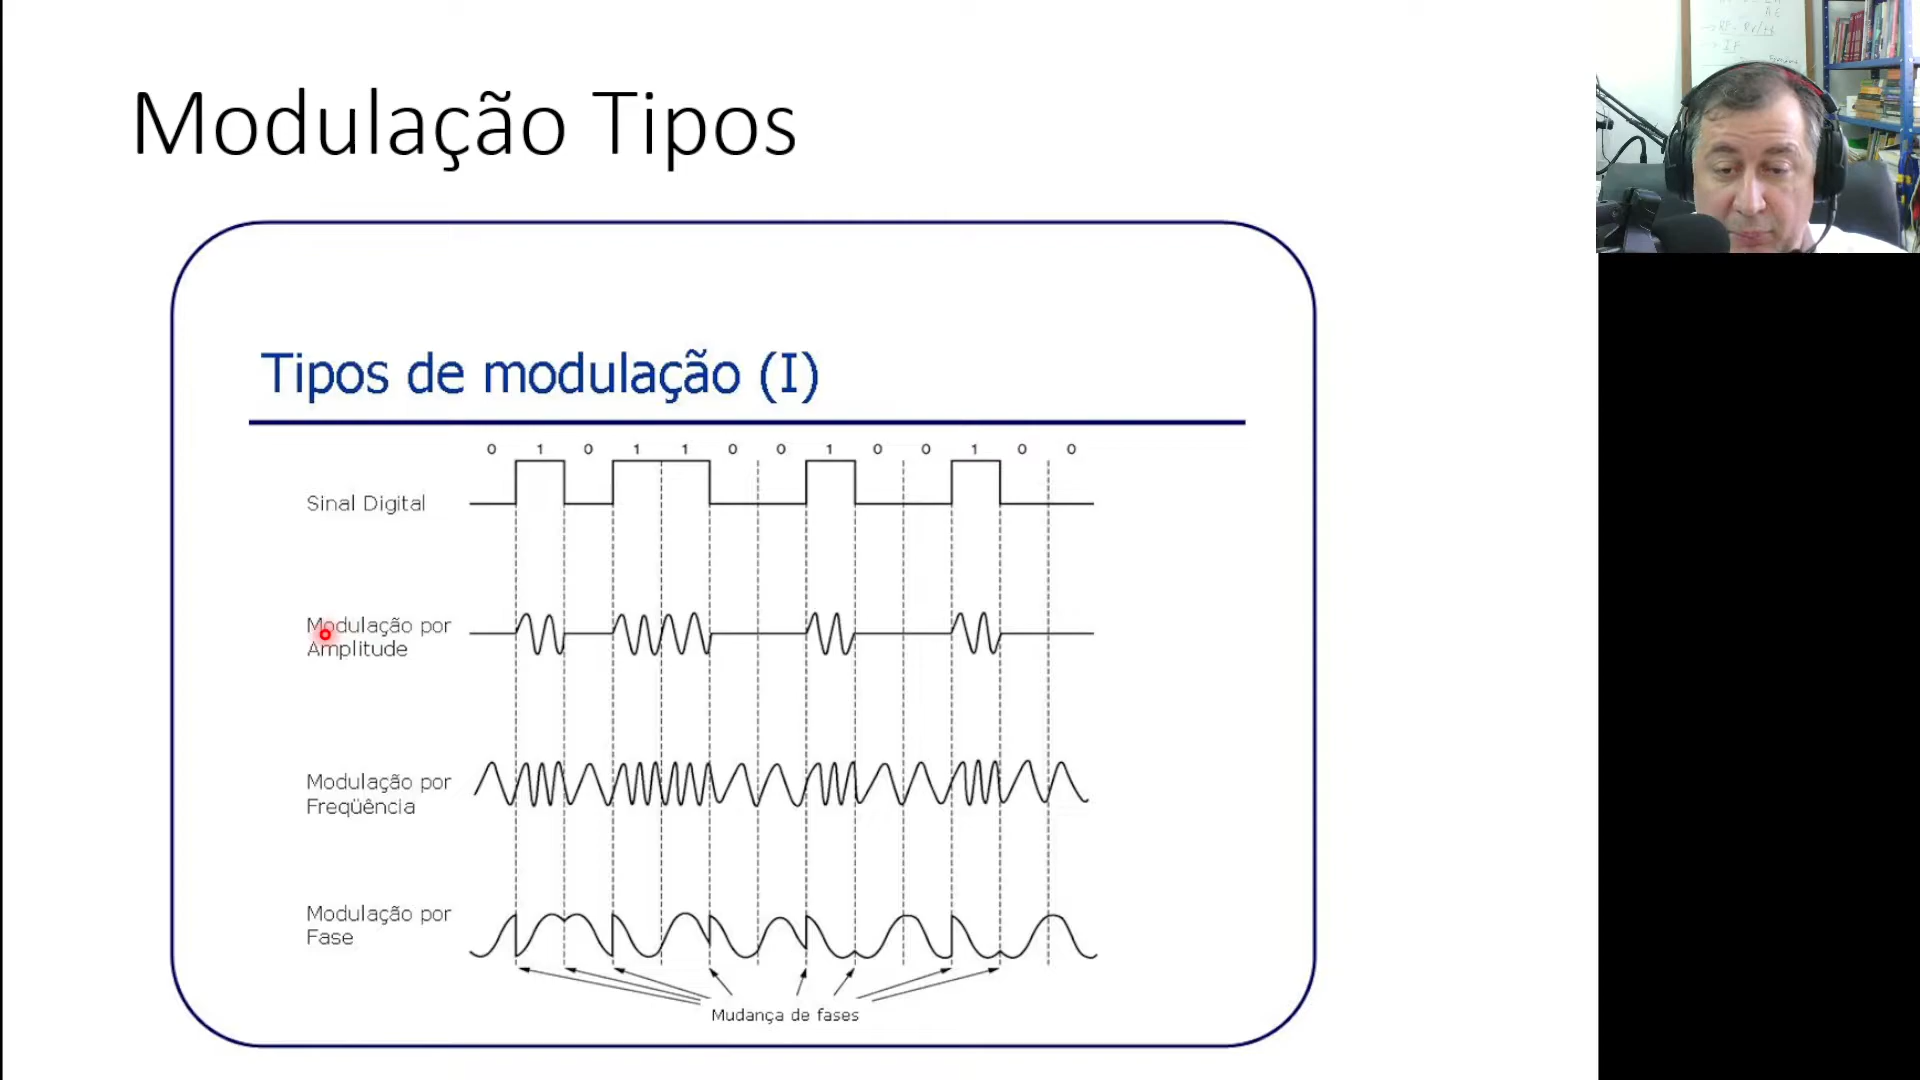 Modulação Tipos
Tipos de modulação (I)
0 1 0 1 1 0 0 1 0 0 1 0 0
Sinal Digital
Modulação por
Amplitude
Modulação por
Freqüência
Modulação por
Fase
Mudança de fases